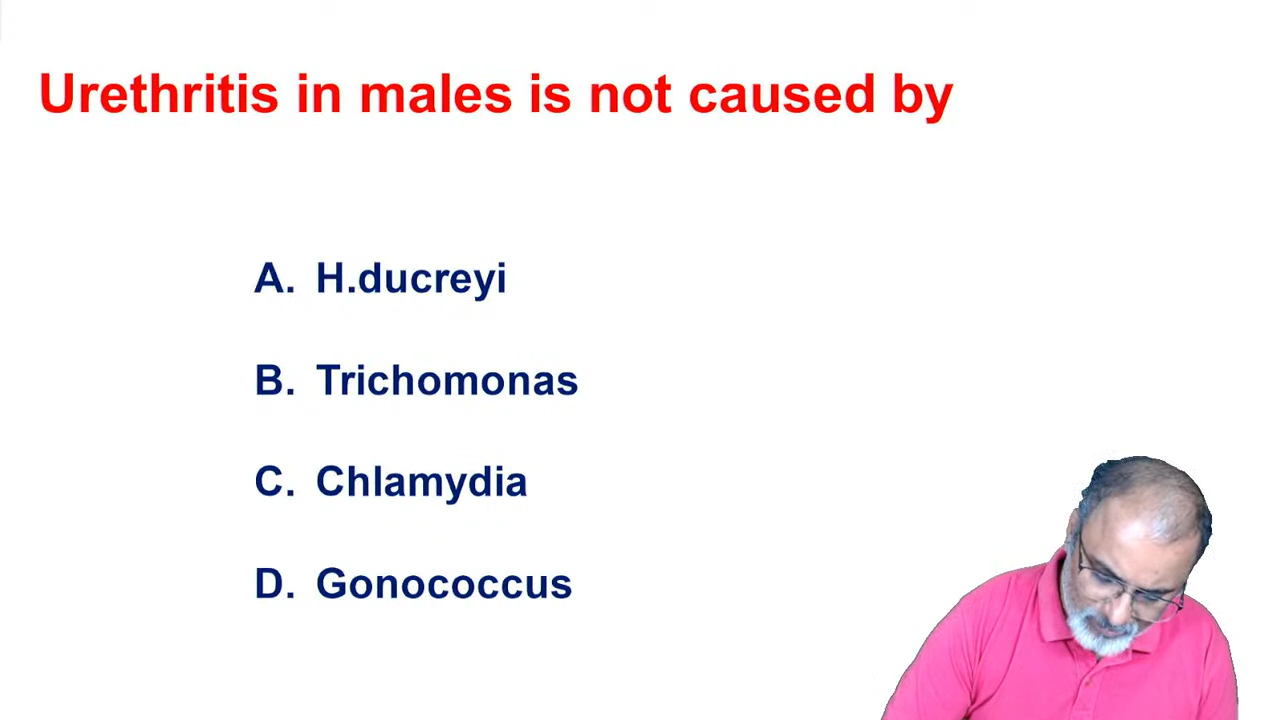 Urethritis in males is not caused by
A. H.ducreyi
B. Trichomonas
C. Chlamydia
D. Gonococcus